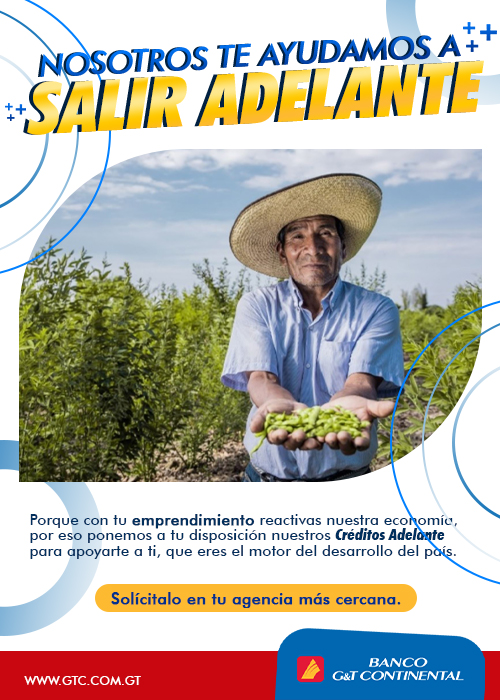 NOSOTROS TE AYUDAMOS A
SALIR ADELANTE
Porque con tu emprendimiento reactivas nuestra economía,
por eso ponemos a tu disposición nuestros Créditos Adelante
para apoyarte a ti, que eres el motor del desarrollo del país.
Solícitalo en tu agencia más cercana.
WWW.GTC.COM.GT
BANCO
G&T CONTINENTAL